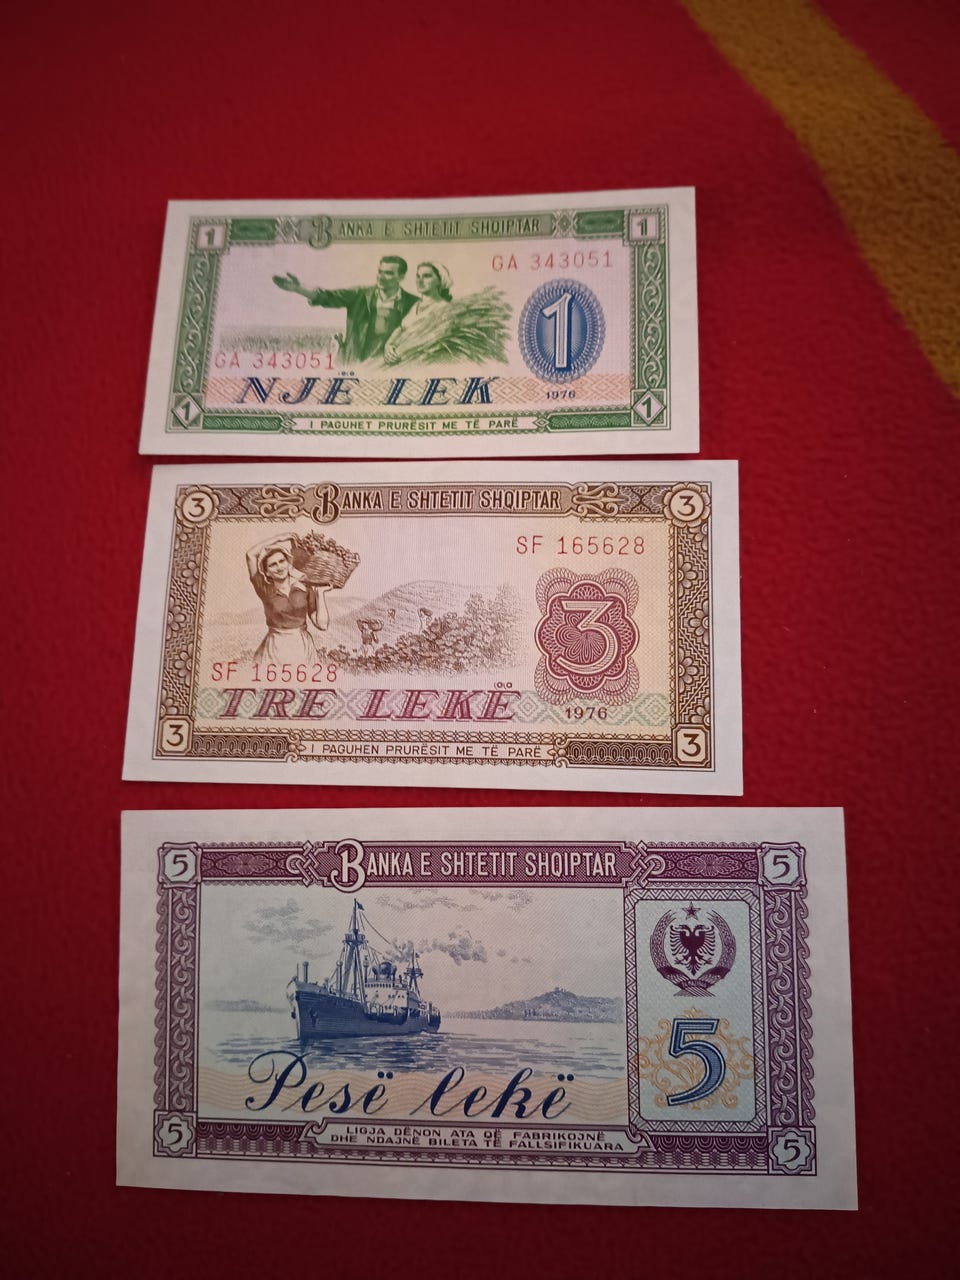 1 BANKA E SHTETIT SHQIPTAR 1
GA 343051
1
GA 343051
NJË LEK 1976
1 I PAGUHET PRURËSIT ME TË PARË 1
3 BANKA E SHTETIT SHQIPTAR 3
SF 165628
3
SF 165628
TRE LEKË 1976
3 I PAGUHEN PRURËSIT ME TË PARË 3
5 BANKA E SHTETIT SHQIPTAR 5
5
Pesë lekë
LIGJA DËNON ATA QË FABRIKOJNË
5 DHE NDAJNË BILETA TË FALLSIFIKUARA 5